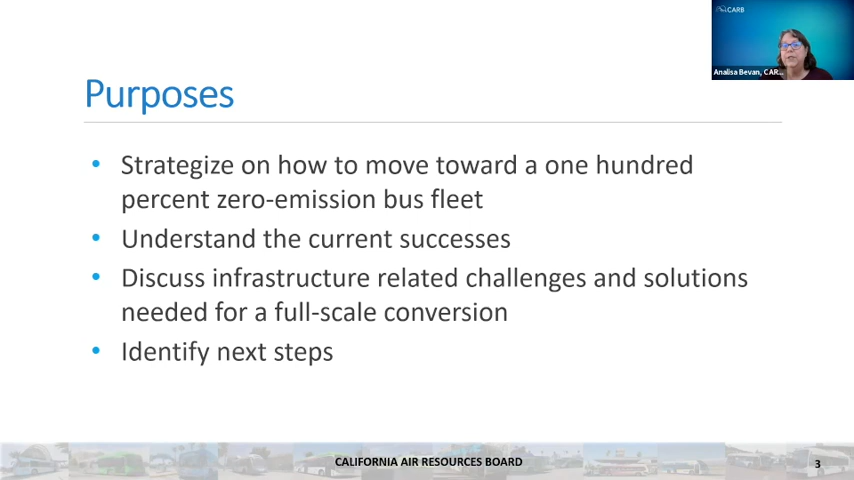 CARB
Analisa Bevan, CAR...
Purposes
• Strategize on how to move toward a one hundred
percent zero-emission bus fleet
• Understand the current successes
• Discuss infrastructure related challenges and solutions
needed for a full-scale conversion
• Identify next steps
CALIFORNIA AIR RESOURCES BOARD
3